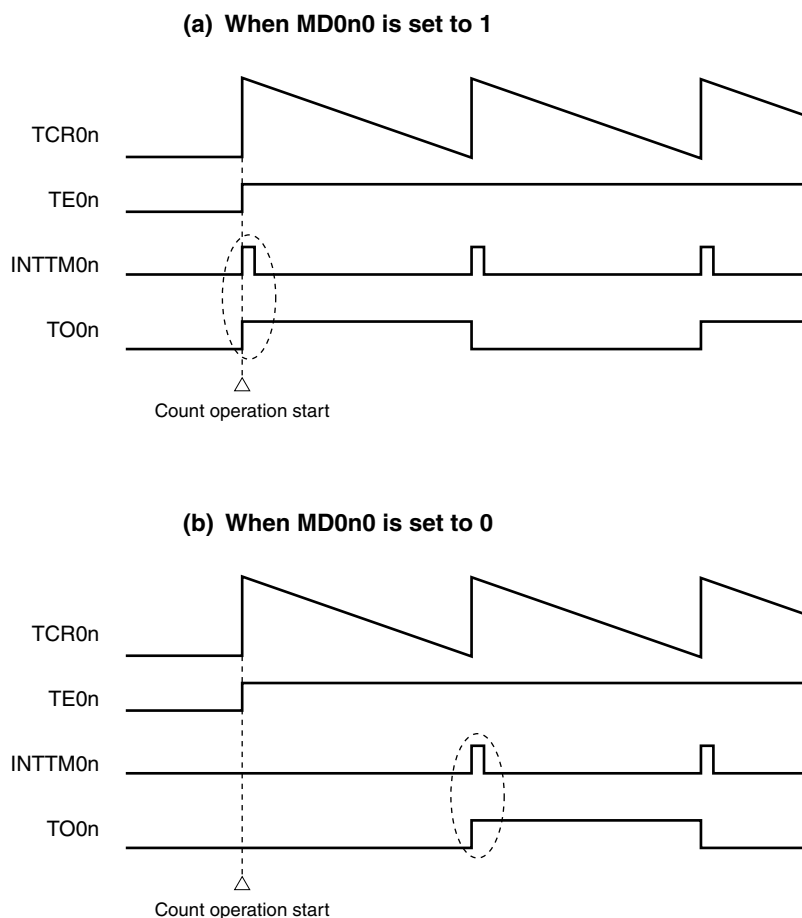 (a) When MD0n0 is set to 1
TCR0n
TE0n
INTTM0n
TO0n
Count operation start
(b) When MD0n0 is set to 0
TCR0n
TE0n
INTTM0n
TO0n
Count operation start